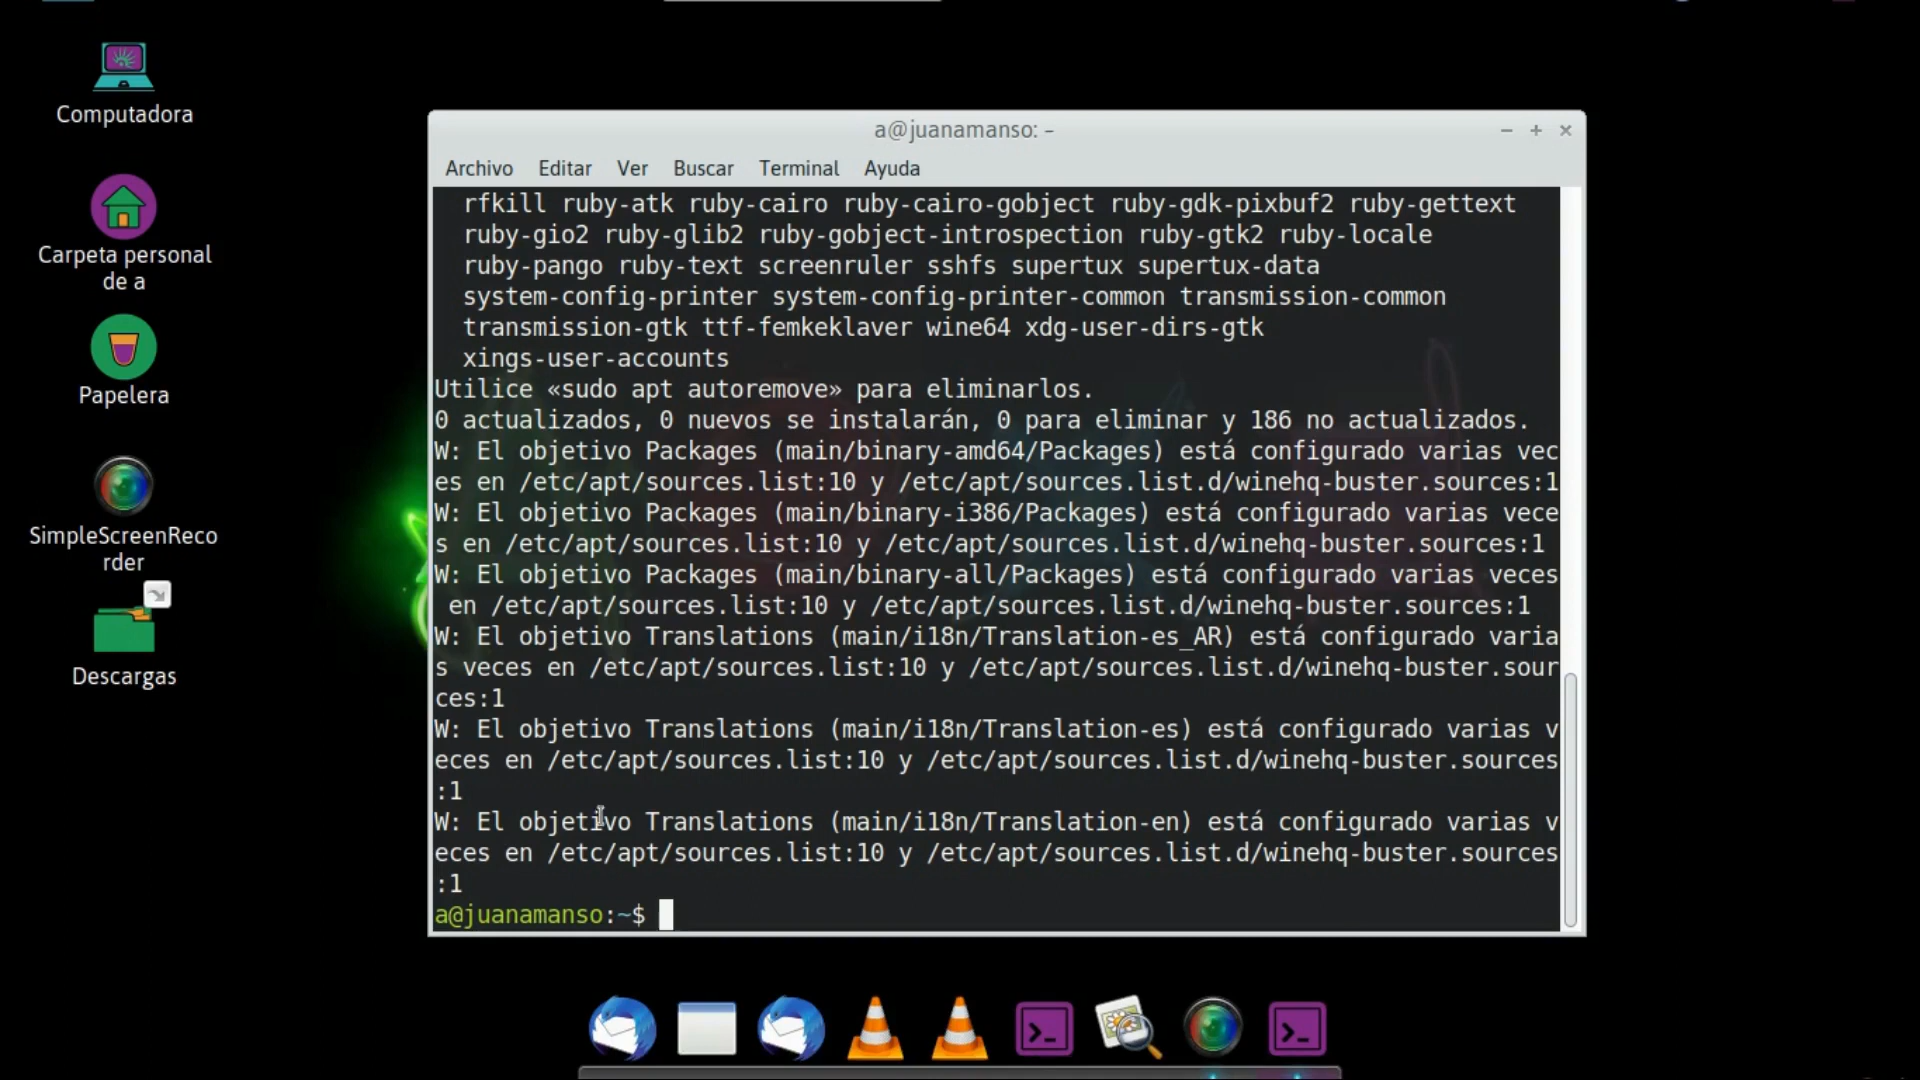 Computadora
Carpeta personal
de a
Papelera
SimpleScreenReco
rder
Descargas
a@juanamanso: ~
Archivo Editar Ver Buscar Terminal Ayuda
rfkill ruby-atk ruby-cairo ruby-cairo-gobject ruby-gdk-pixbuf2 ruby-gettext
ruby-gio2 ruby-glib2 ruby-gobject-introspection ruby-gtk2 ruby-locale
ruby-pango ruby-text screenruler sshfs supertux supertux-data
system-config-printer system-config-printer-common transmission-common
transmission-gtk ttf-femkeklaver wine64 xdg-user-dirs-gtk
xings-user-accounts
Utilice «sudo apt autoremove» para eliminarlos.
0 actualizados, 0 nuevos se instalarán, 0 para eliminar y 186 no actualizados.
W: El objetivo Packages (main/binary-amd64/Packages) está configurado varias vec
es en /etc/apt/sources.list:10 y /etc/apt/sources.list.d/winehq-buster.sources:1
W: El objetivo Packages (main/binary-i386/Packages) está configurado varias vece
s en /etc/apt/sources.list:10 y /etc/apt/sources.list.d/winehq-buster.sources:1
W: El objetivo Packages (main/binary-all/Packages) está configurado varias veces
en /etc/apt/sources.list:10 y /etc/apt/sources.list.d/winehq-buster.sources:1
W: El objetivo Translations (main/i18n/Translation-es_AR) está configurado varia
s veces en /etc/apt/sources.list:10 y /etc/apt/sources.list.d/winehq-buster.sour
ces:1
W: El objetivo Translations (main/i18n/Translation-es) está configurado varias v
eces en /etc/apt/sources.list:10 y /etc/apt/sources.list.d/winehq-buster.sources
:1
W: El objetivo Translations (main/i18n/Translation-en) está configurado varias v
eces en /etc/apt/sources.list:10 y /etc/apt/sources.list.d/winehq-buster.sources
:1
a@juanamanso:~$